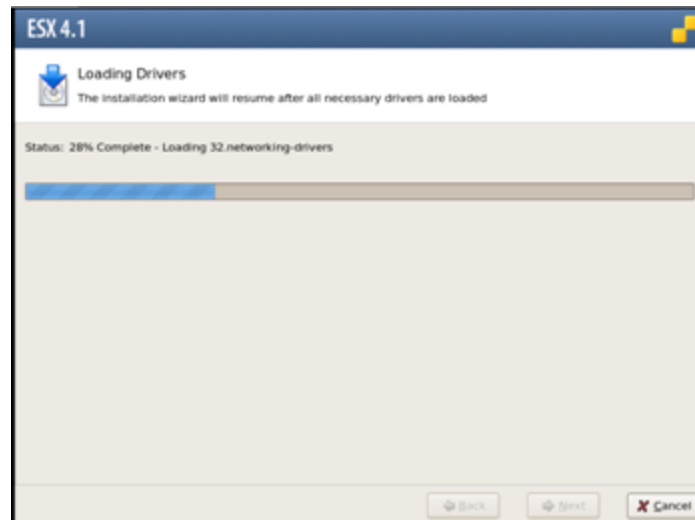 ESX 4.1
Loading Drivers
The installation wizard will resume after all necessary drivers are loaded
Status: 28% Complete - Loading 32.networking-drivers
Back Next Cancel